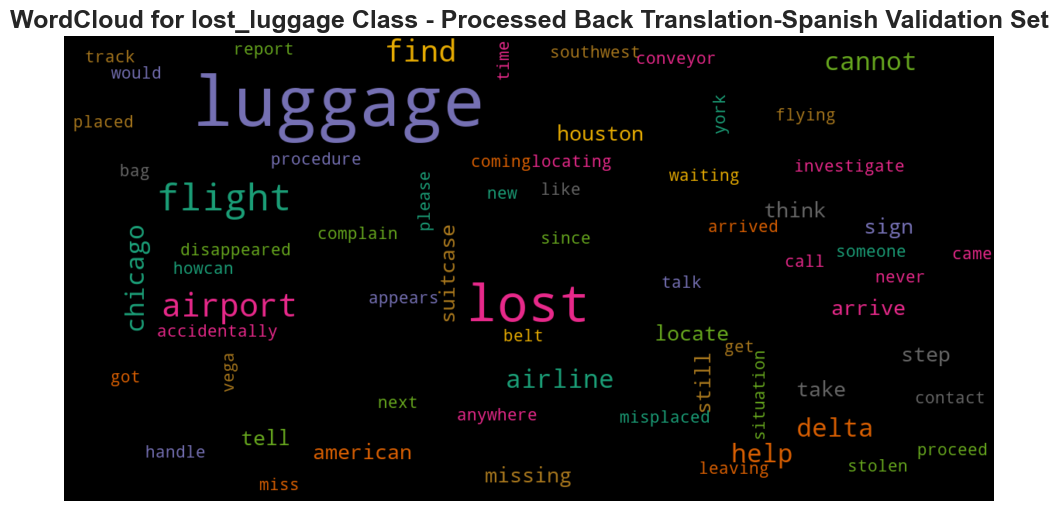 WordCloud for lost_luggage Class - Processed Back Translation-Spanish Validation Set
track
report
find
time
southwest
conveyor
cannot
would
luggage
placed
york
flying
houston
bag
procedure
coming
locating
waiting
investigate
flight
please
new
like
think
chicago
disappeared
complain
suitcase
since
arrived
sign
someone
came
howcan
call
never
airport
appears
lost
talk
arrive
accidentally
belt
locate
get
step
got
vega
airline
still
situation
take
contact
next
anywhere
misplaced
delta
tell
handle
american
missing
help
leaving
stolen
proceed
miss